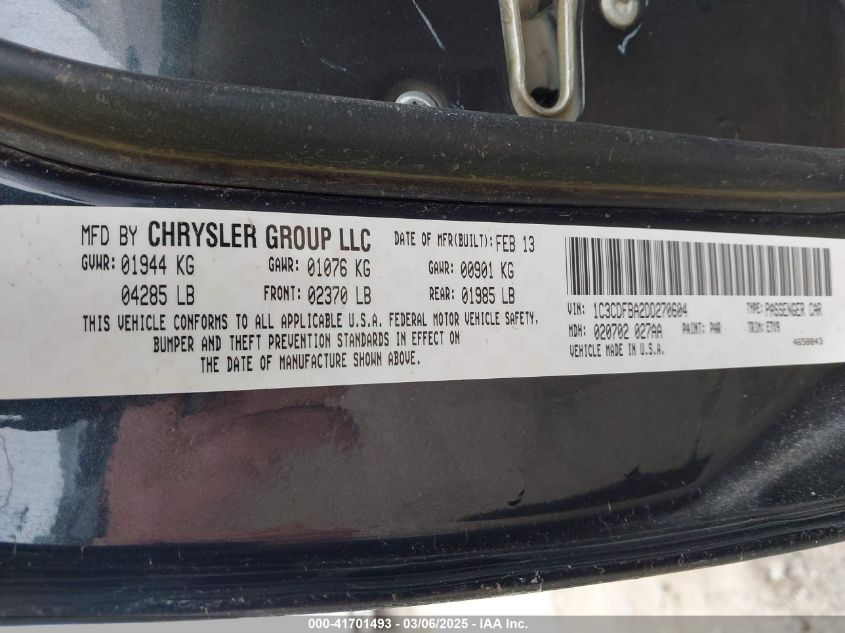 MFD BY CHRYSLER GROUP LLC DATE OF MFR(BUILT): FEB 13
GVWR: 01944 KG GAWR: 01076 KG GAWR: 00901 KG
04285 LB FRONT: 02370 LB REAR: 01985 LB
THIS VEHICLE CONFORMS TO ALL APPLICABLE U.S.A. FEDERAL MOTOR VEHICLE SAFETY,
BUMPER AND THEFT PREVENTION STANDARDS IN EFFECT ON
THE DATE OF MANUFACTURE SHOWN ABOVE.
VIN: 1C3CDFBA2DD270604 TYPE: PASSENGER CAR
MDH: 020702 027AA PAINT: PAR TRIM: E7X9
VEHICLE MADE IN U.S.A. 4658843
000-41701493 - 03/06/2025 - IAA Inc.